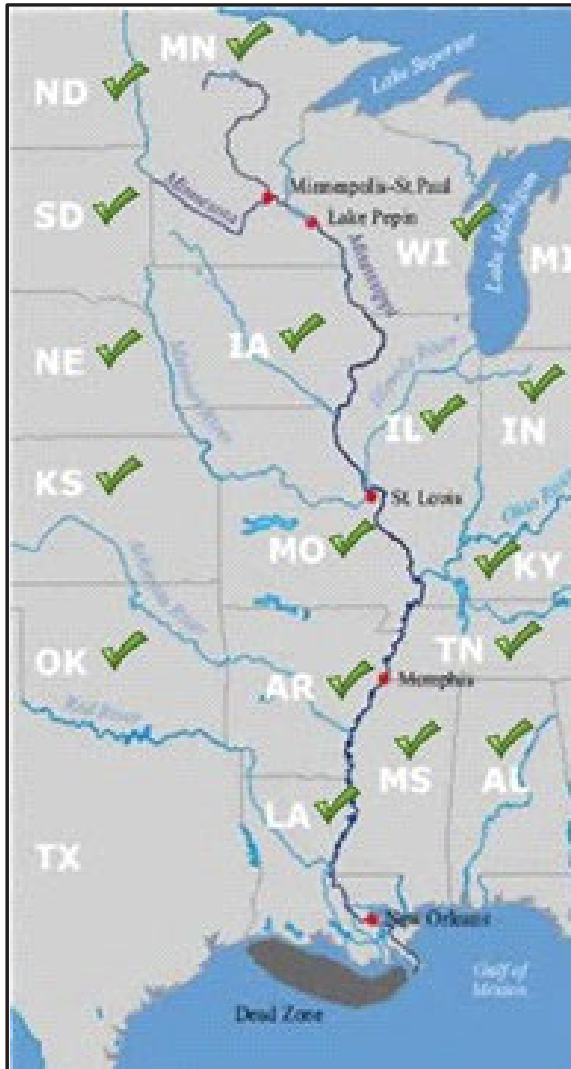 MN
Lake Superior
ND
Minneapolis-St Paul
Minnesota
Lake Pepin
SD
WI
Lake Michigan
MI
Mississippi
NE
IA
Missouri River
Illinois River
IL
IN
KS
St. Louis
Ohio River
MO
KY
Arkansas River
TN
OK
AR
Memphis
Red River
MS
AL
LA
TX
New Orleans
Gulf of
Mexico
Dead Zone